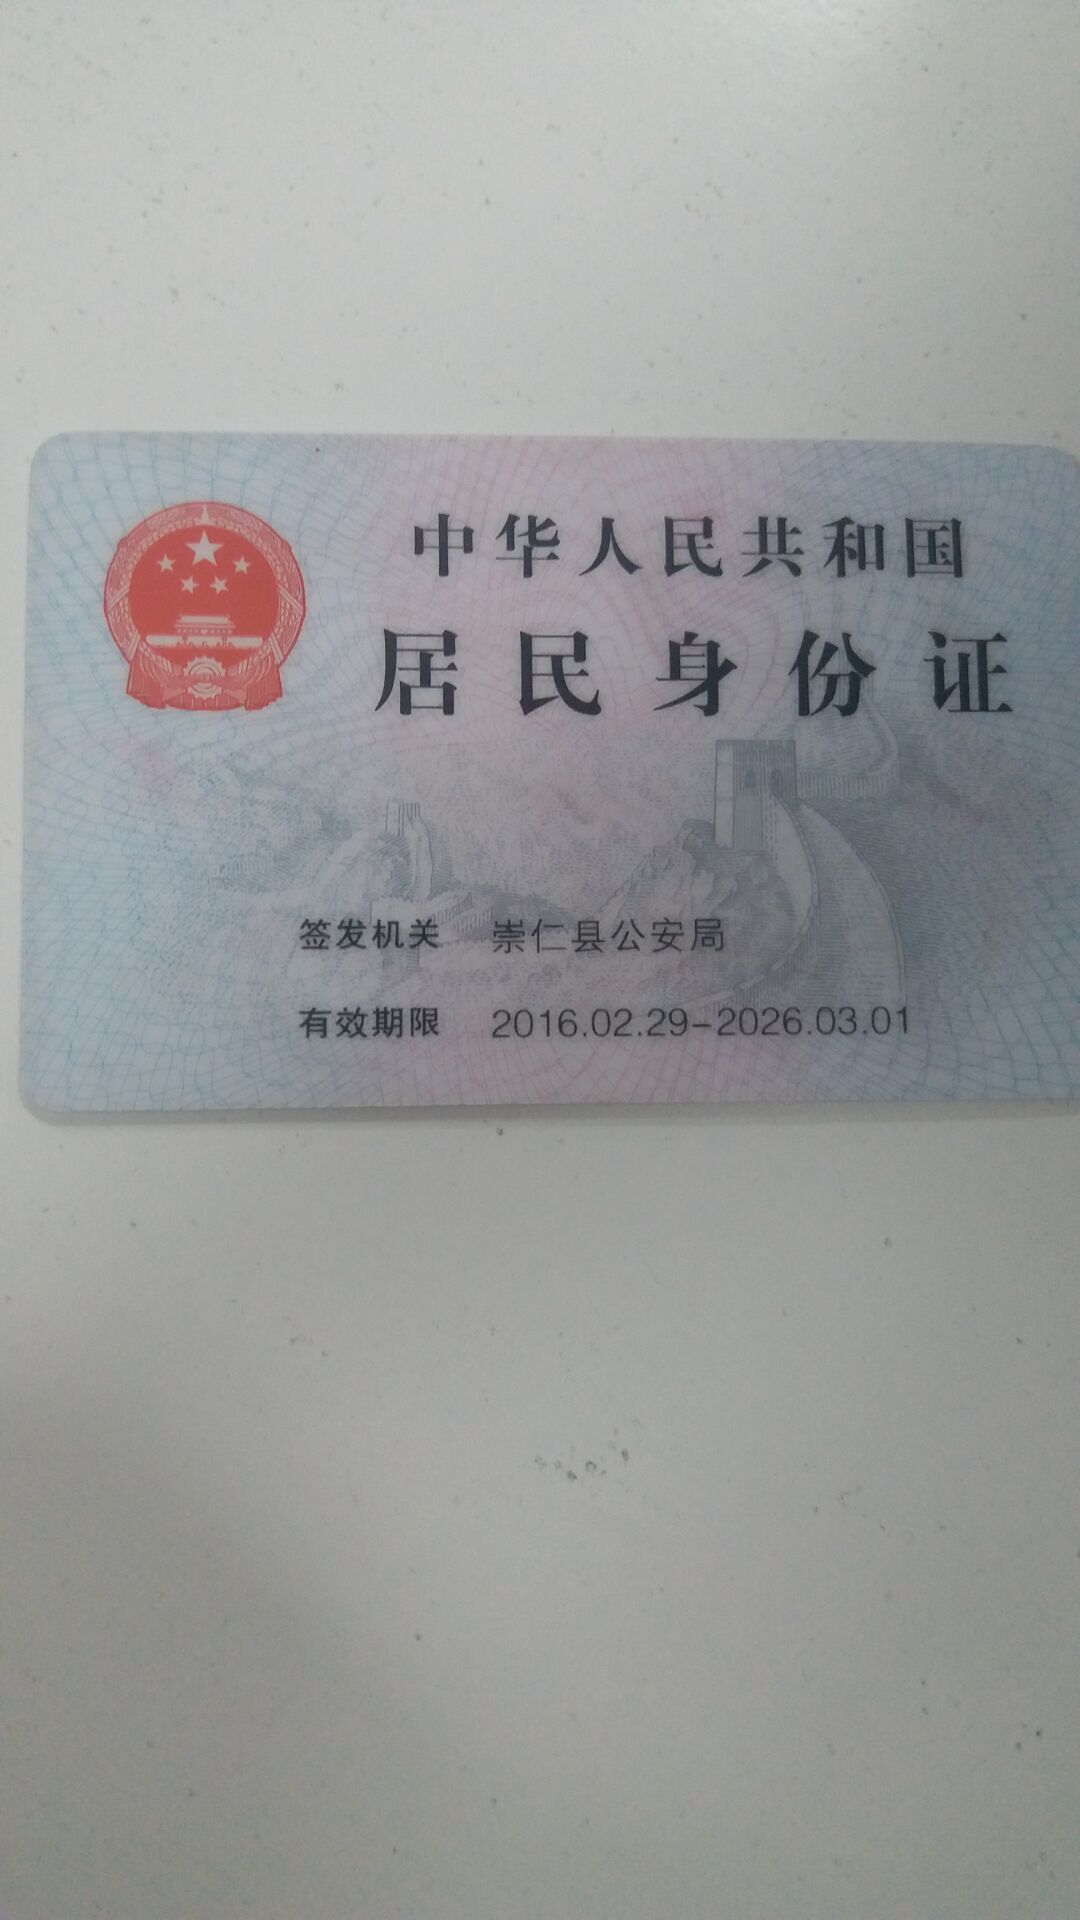 中华人民共和国
居民身份证
签发机关 崇仁县公安局
有效期限 2016.02.29-2026.03.01